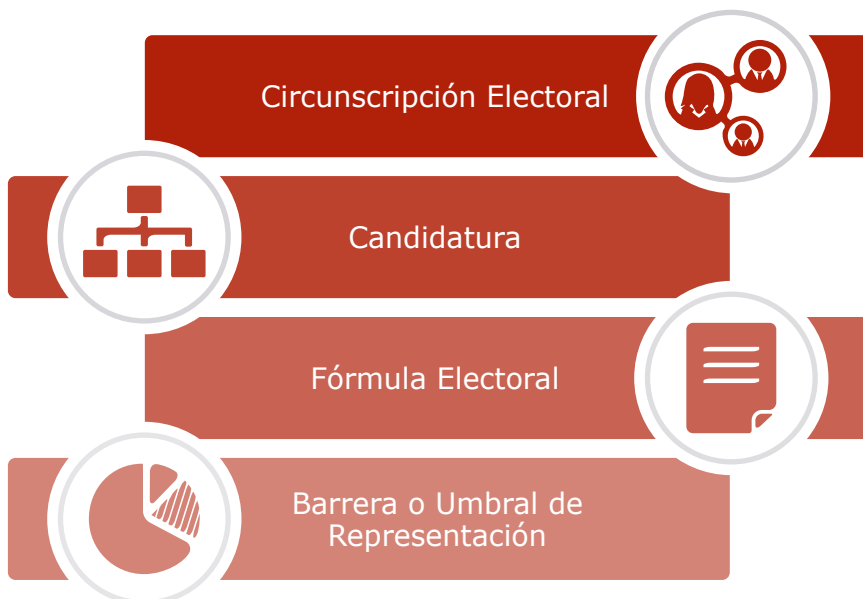 Circunscripción Electoral
Candidatura
Fórmula Electoral
Barrera o Umbral de
Representación